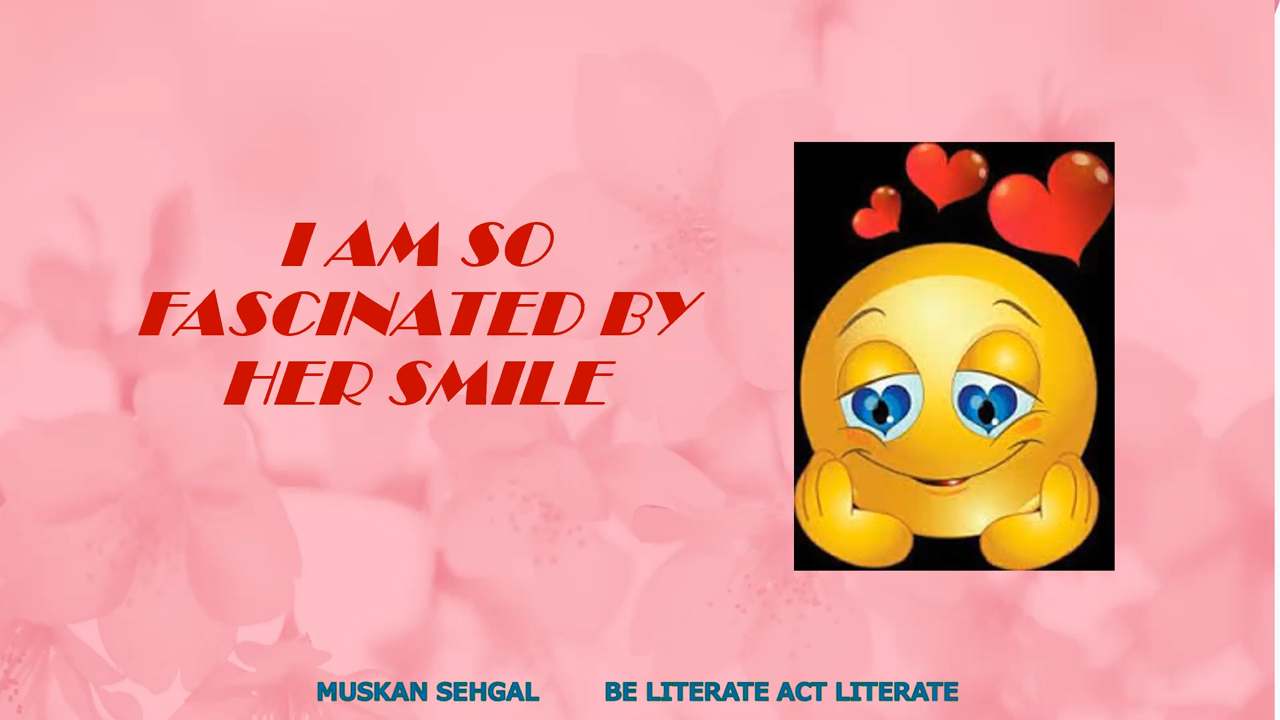 I AM SO
FASCINATED BY
HER SMILE
MUSKAN SEHGAL BE LITERATE ACT LITERATE